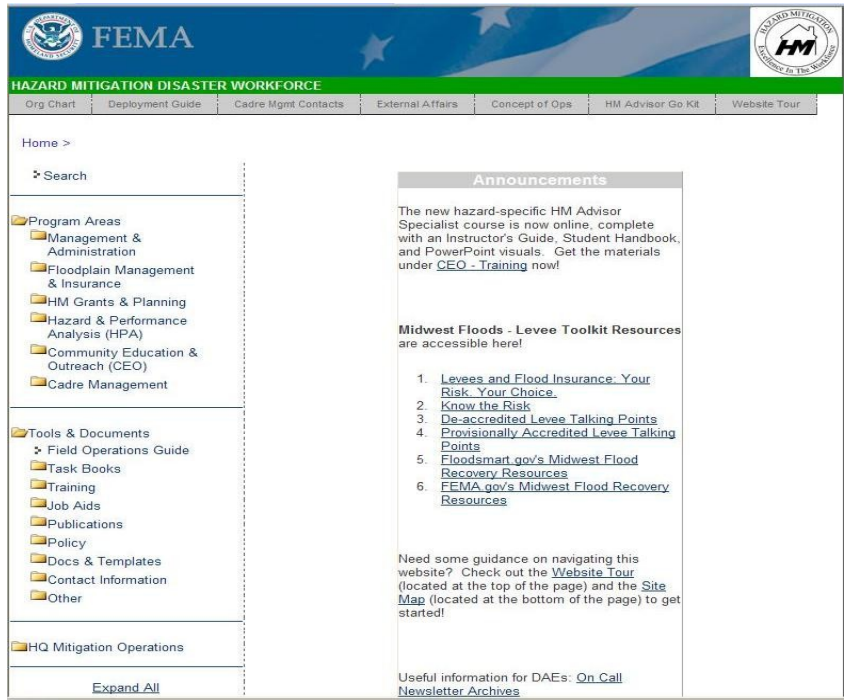 U.S. DEPARTMENT OF
HOMELAND SECURITY
FEMA
HAZARD MITIGATION
HM
Excellence In The Workforce
HAZARD MITIGATION DISASTER WORKFORCE
Org Chart
Deployment Guide
Cadre Mgmt Contacts
External Affairs
Concept of Ops
HM Advisor Go Kit
Website Tour
Home >
Search
Program Areas
Management &
Administration
Floodplain Management
& Insurance
HM Grants & Planning
Hazard & Performance
Analysis (HPA)
Community Education &
Outreach (CEO)
Cadre Management
Tools & Documents
Field Operations Guide
Task Books
Training
Job Aids
Publications
Policy
Docs & Templates
Contact Information
Other
HQ Mitigation Operations
Expand All
Announcements
The new hazard-specific HM Advisor
Specialist course is now online, complete
with an Instructor's Guide, Student Handbook,
and PowerPoint visuals. Get the materials
under CEO - Training now!
Midwest Floods - Levee Toolkit Resources
are accessible here!
1. Levees and Flood Insurance: Your
Risk. Your Choice.
2. Know the Risk
3. De-accredited Levee Talking Points
4. Provisionally Accredited Levee Talking
Points
5. Floodsmart.gov's Midwest Flood
Recovery Resources
6. FEMA.gov's Midwest Flood Recovery
Resources
Need some guidance on navigating this
website? Check out the Website Tour
(located at the top of the page) and the Site
Map (located at the bottom of the page) to get
started!
Useful information for DAEs: On Call
Newsletter Archives